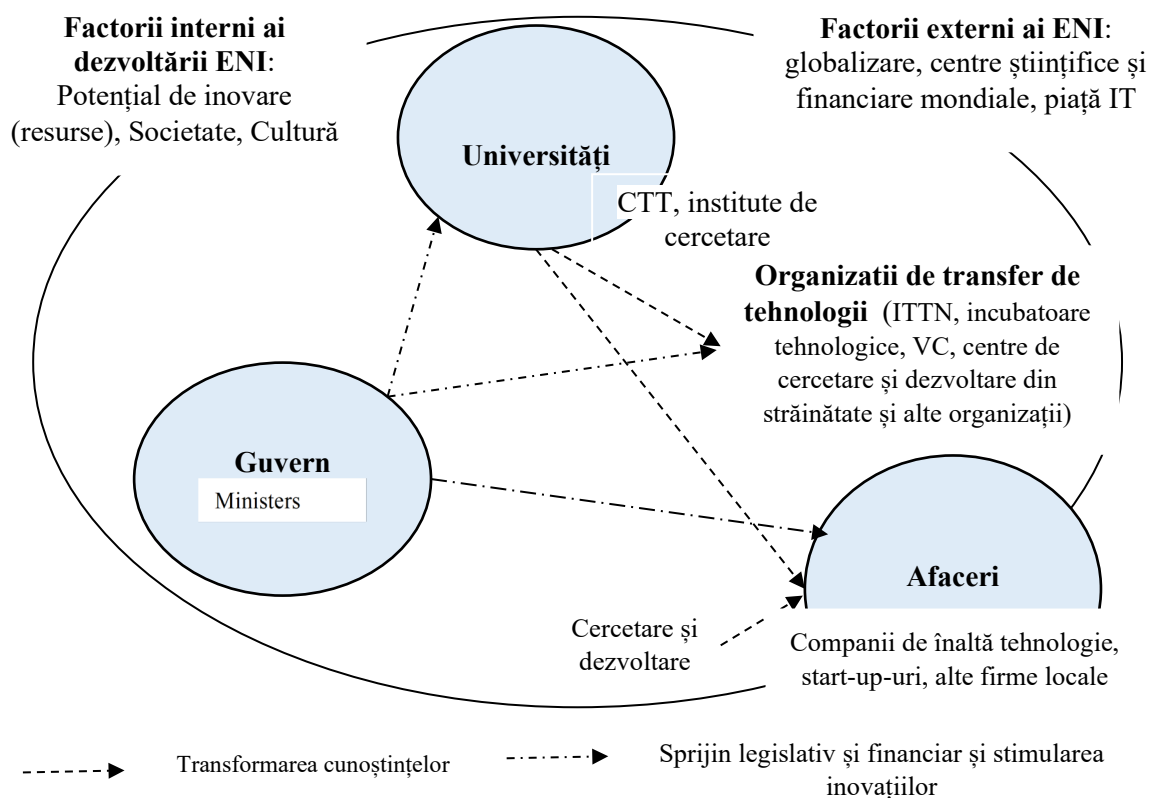 Factorii interni ai
dezvoltării ENI:
Potențial de inovare
(resurse), Societate, Cultură
Factorii externi ai ENI:
globalizare, centre științifice și
financiare mondiale, piață IT
Universități
CTT, institute de
cercetare
Organizatii de transfer de
tehnologii (ITTN, incubatoare
tehnologice, VC, centre de
cercetare și dezvoltare din
străinătate și alte organizații)
Guvern
Ministers
Afaceri
Companii de înaltă tehnologie,
start-up-uri, alte firme locale
Cercetare și
dezvoltare
Transformarea cunoștințelor
Sprijin legislativ și financiar și stimularea
inovațiilor